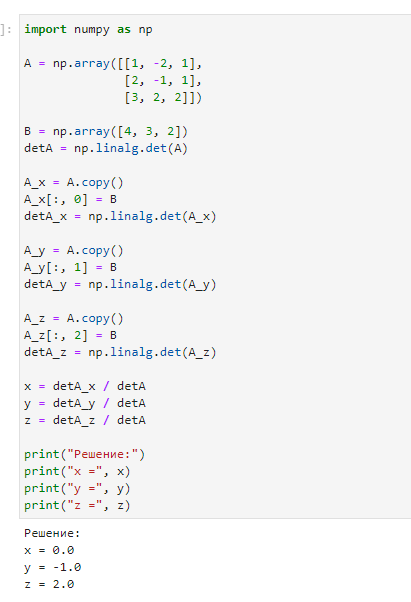 ]:
import numpy as np
A = np.array([[1, -2, 1],
[2, -1, 1],
[3, 2, 2]])
B = np.array([4, 3, 2])
detA = np.linalg.det(A)
A_x = A.copy()
A_x[:, 0] = B
detA_x = np.linalg.det(A_x)
A_y = A.copy()
A_y[:, 1] = B
detA_y = np.linalg.det(A_y)
A_z = A.copy()
A_z[:, 2] = B
detA_z = np.linalg.det(A_z)
x = detA_x / detA
y = detA_y / detA
z = detA_z / detA
print("Решение:")
print("x =", x)
print("y =", y)
print("z =", z)
Решение:
x = 0.0
y = -1.0
z = 2.0